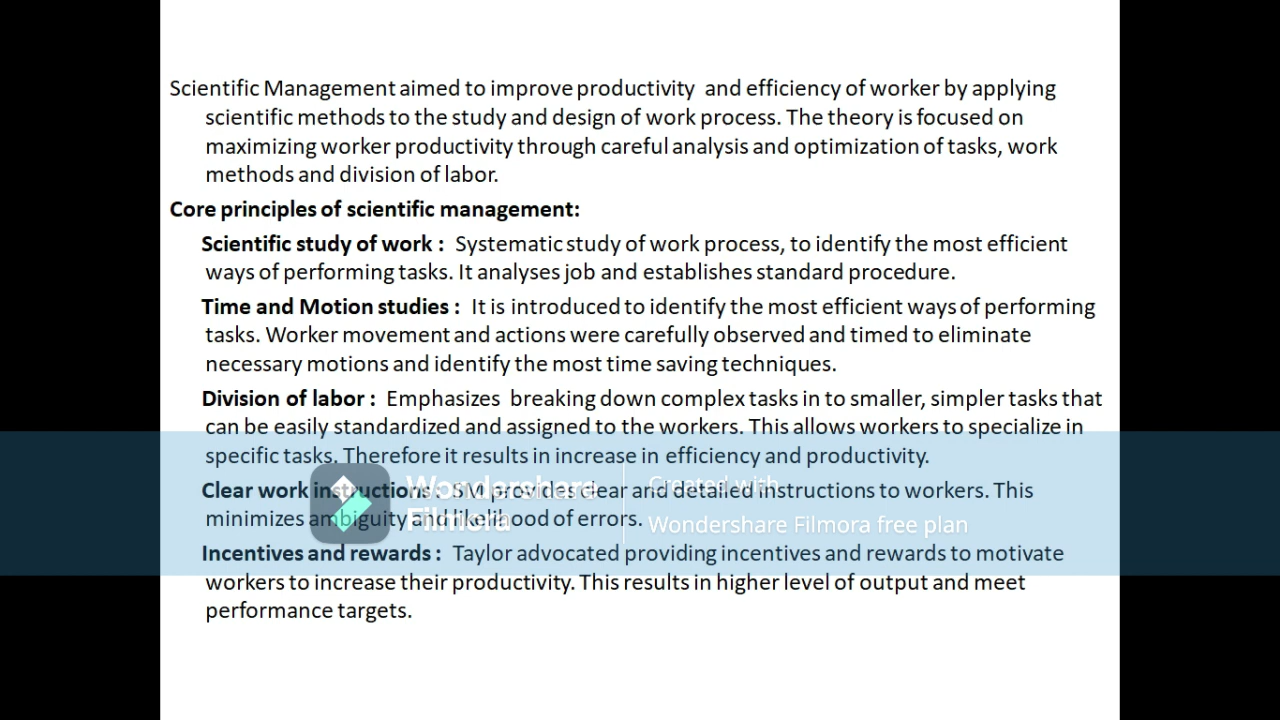 Scientific Management aimed to improve productivity and efficiency of worker by applying
scientific methods to the study and design of work process. The theory is focused on
maximizing worker productivity through careful analysis and optimization of tasks, work
methods and division of labor.
Core principles of scientific management:
Scientific study of work : Systematic study of work process, to identify the most efficient
ways of performing tasks. It analyses job and establishes standard procedure.
Time and Motion studies : It is introduced to identify the most efficient ways of performing
tasks. Worker movement and actions were carefully observed and timed to eliminate
necessary motions and identify the most time saving techniques.
Division of labor : Emphasizes breaking down complex tasks in to smaller, simpler tasks that
can be easily standardized and assigned to the workers. This allows workers to specialize in
specific tasks. Therefore it results in increase in efficiency and productivity.
Clear work instructions : SM provides clear and detailed instructions to workers. This
minimizes ambiguity and likelihood of errors.
Incentives and rewards : Taylor advocated providing incentives and rewards to motivate
workers to increase their productivity. This results in higher level of output and meet
performance targets.
Wondershare
Filmora
Created with
Wondershare Filmora free plan